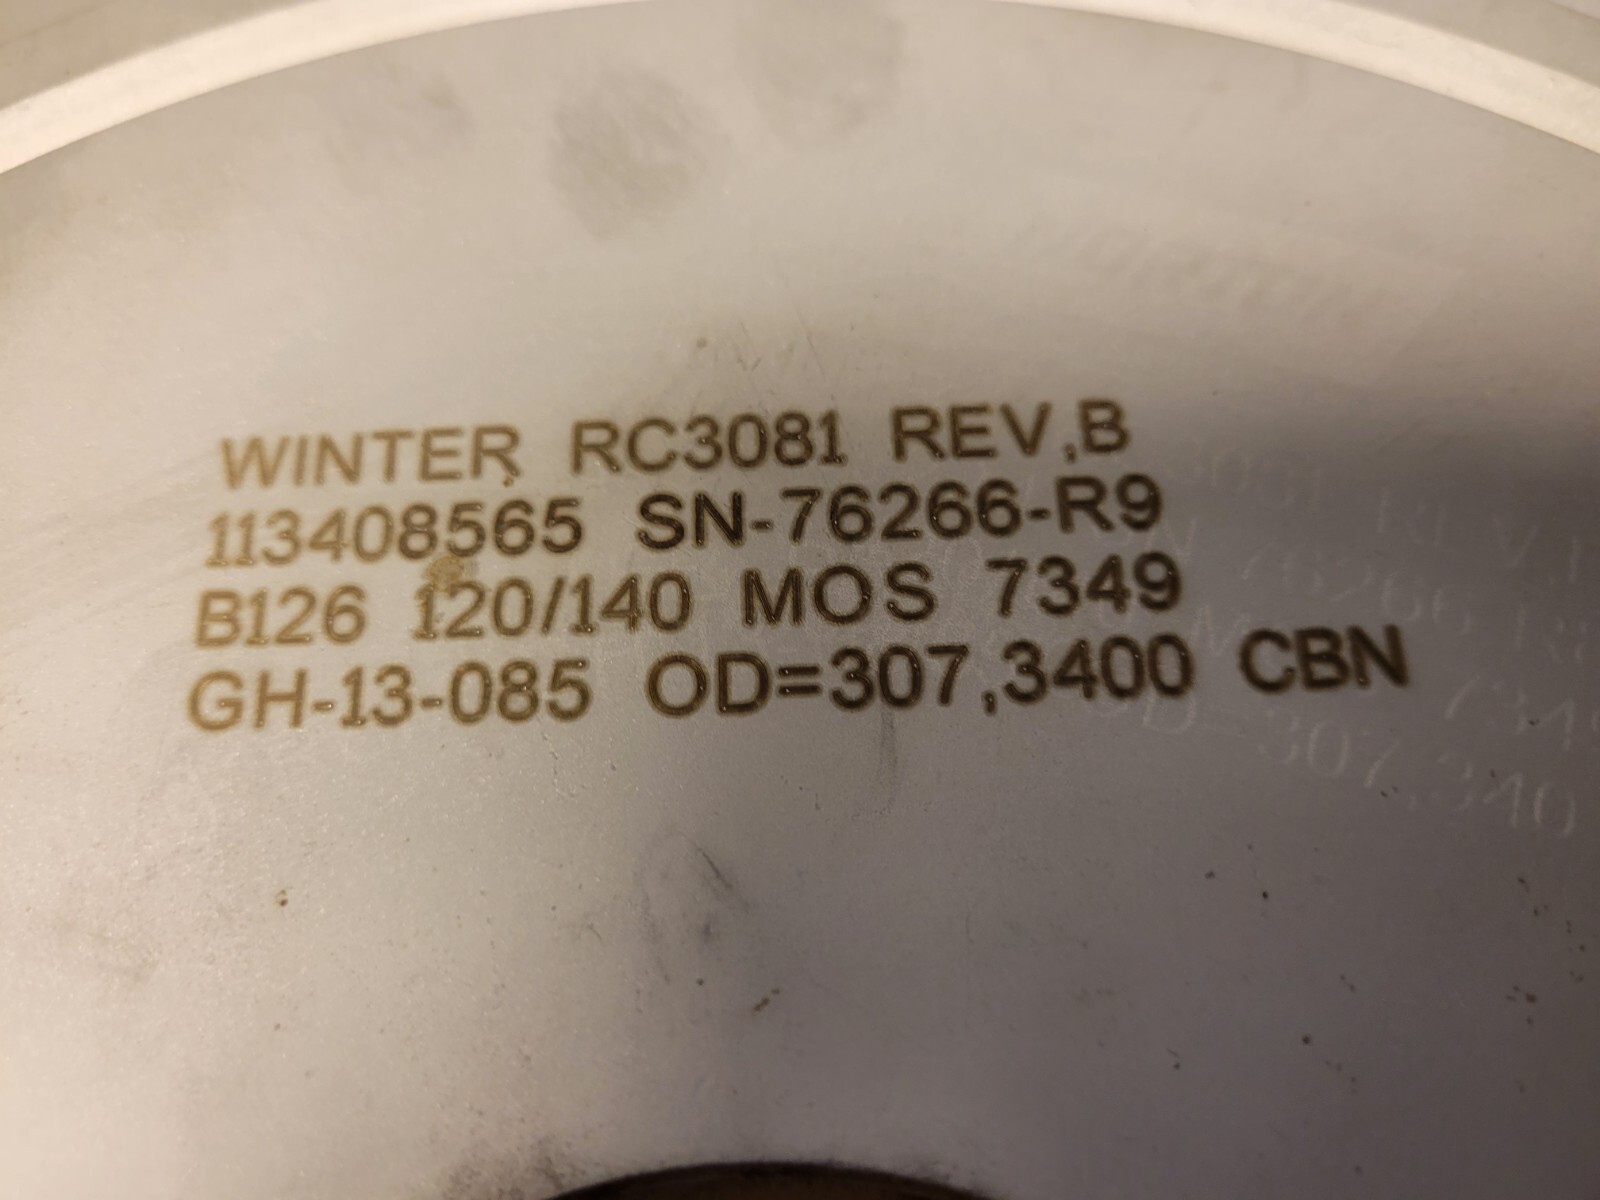 WINTER RC3081 REV,B
113408565 SN-76266-R9
B126 120/140 MOS 7349
GH-13-085 OD=307,3400 CBN